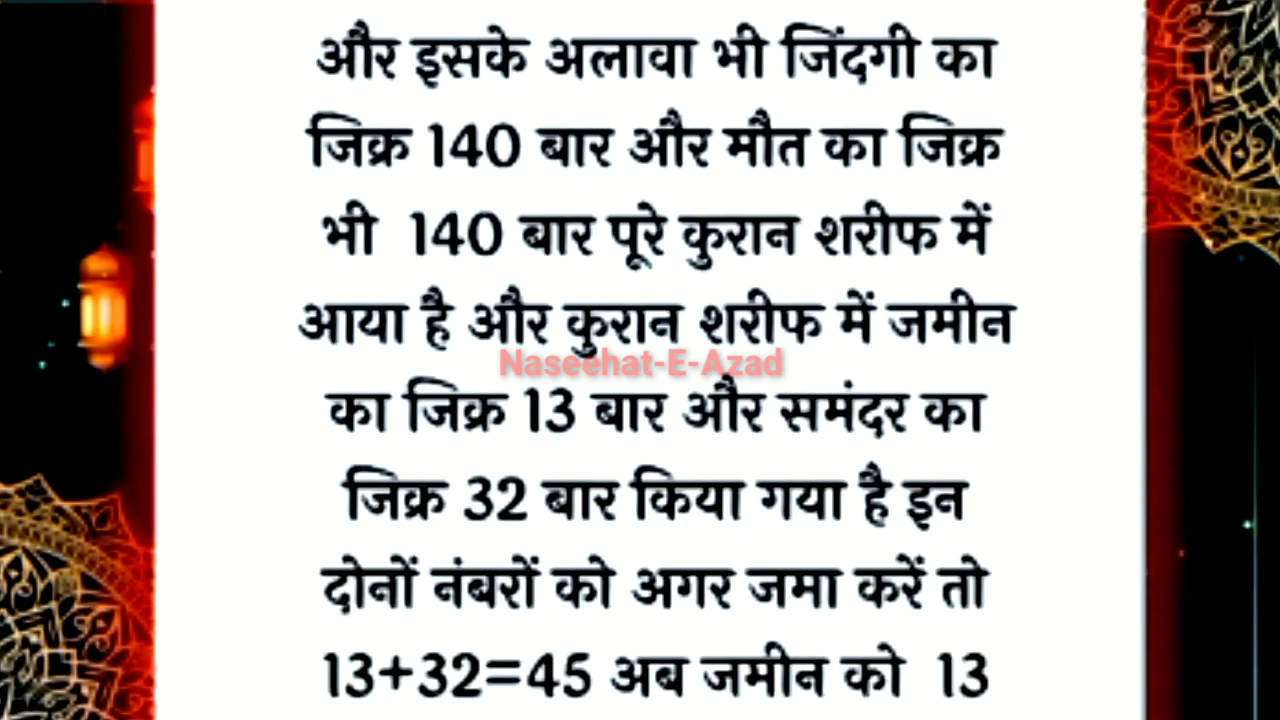 और इसके अलावा भी जिंदगी का
जिक्र 140 बार और मौत का जिक्र
भी 140 बार पूरे कुरान शरीफ में
आया है और कुरान शरीफ में जमीन
Naseehat-E-Azad
का जिक्र 13 बार और समंदर का
जिक्र 32 बार किया गया है इन
दोनों नंबरों को अगर जमा करें तो
13+32=45 अब जमीन को 13